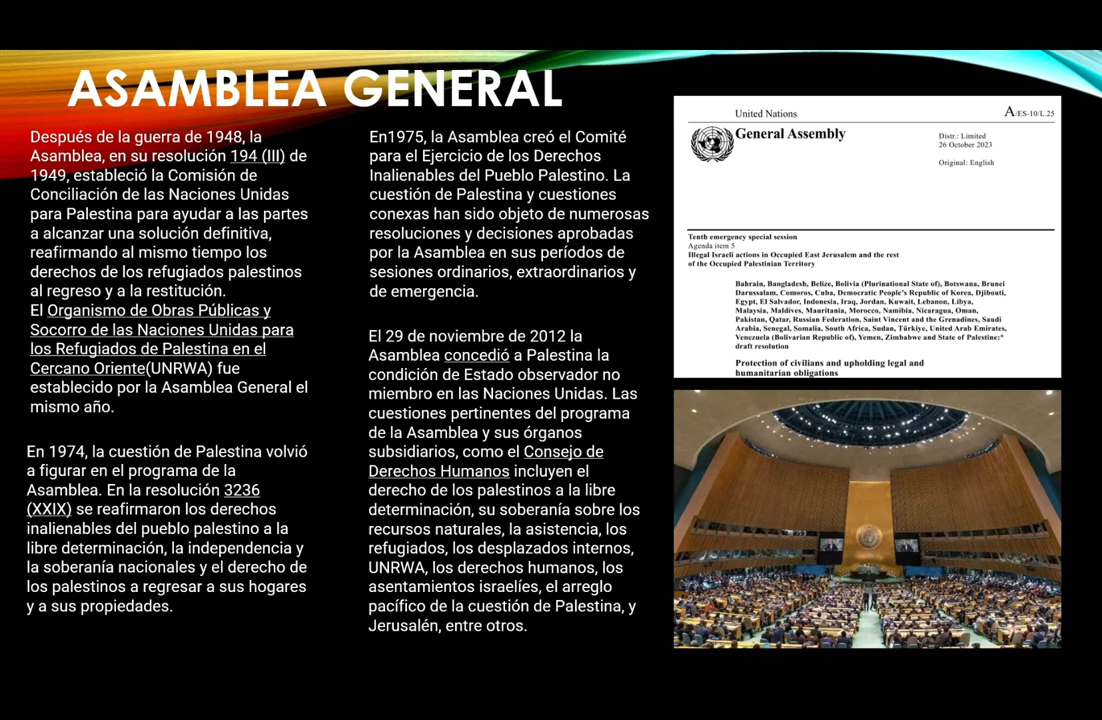 ASAMBLEA GENERAL
Después de la guerra de 1948, la
Asamblea, en su resolución 194 (III) de
1949, estableció la Comisión de
Conciliación de las Naciones Unidas
para Palestina para ayudar a las partes
a alcanzar una solución definitiva,
reafirmando al mismo tiempo los
derechos de los refugiados palestinos
al regreso y a la restitución.
El Organismo de Obras Públicas y
Socorro de las Naciones Unidas para
los Refugiados de Palestina en el
Cercano Oriente(UNRWA) fue
establecido por la Asamblea General el
mismo año.
En 1974, la cuestión de Palestina volvió
a figurar en el programa de la
Asamblea. En la resolución 3236
(XXIX) se reafirmaron los derechos
inalienables del pueblo palestino a la
libre determinación, la independencia y
la soberanía nacionales y el derecho de
los palestinos a regresar a sus hogares
y a sus propiedades.
En1975, la Asamblea creó el Comité
para el Ejercicio de los Derechos
Inalienables del Pueblo Palestino. La
cuestión de Palestina y cuestiones
conexas han sido objeto de numerosas
resoluciones y decisiones aprobadas
por la Asamblea en sus períodos de
sesiones ordinarios, extraordinarios y
de emergencia.
El 29 de noviembre de 2012 la
Asamblea concedió a Palestina la
condición de Estado observador no
miembro en las Naciones Unidas. Las
cuestiones pertinentes del programa
de la Asamblea y sus órganos
subsidiarios, como el Consejo de
Derechos Humanos incluyen el
derecho de los palestinos a la libre
determinación, su soberanía sobre los
recursos naturales, la asistencia, los
refugiados, los desplazados internos,
UNRWA, los derechos humanos, los
asentamientos israelíes, el arreglo
pacífico de la cuestión de Palestina, y
Jerusalén, entre otros.
United Nations A/ES-10/L.25
General Assembly
Distr.: Limited
26 October 2023
Original: English
Tenth emergency special session
Agenda item 5
Illegal Israeli actions in Occupied East Jerusalem and the rest
of the Occupied Palestinian Territory
Bahrain, Bangladesh, Belize, Bolivia (Plurinational State of), Botswana, Brunei
Darussalam, Comoros, Cuba, Democratic People's Republic of Korea, Djibouti,
Egypt, El Salvador, Indonesia, Iraq, Jordan, Kuwait, Lebanon, Libya,
Malaysia, Maldives, Mauritania, Morocco, Namibia, Nicaragua, Oman,
Pakistan, Qatar, Russian Federation, Saint Vincent and the Grenadines, Saudi
Arabia, Senegal, Somalia, South Africa, Sudan, Türkiye, United Arab Emirates,
Venezuela (Bolivarian Republic of), Yemen, Zimbabwe and State of Palestine:*
draft resolution
Protection of civilians and upholding legal and
humanitarian obligations